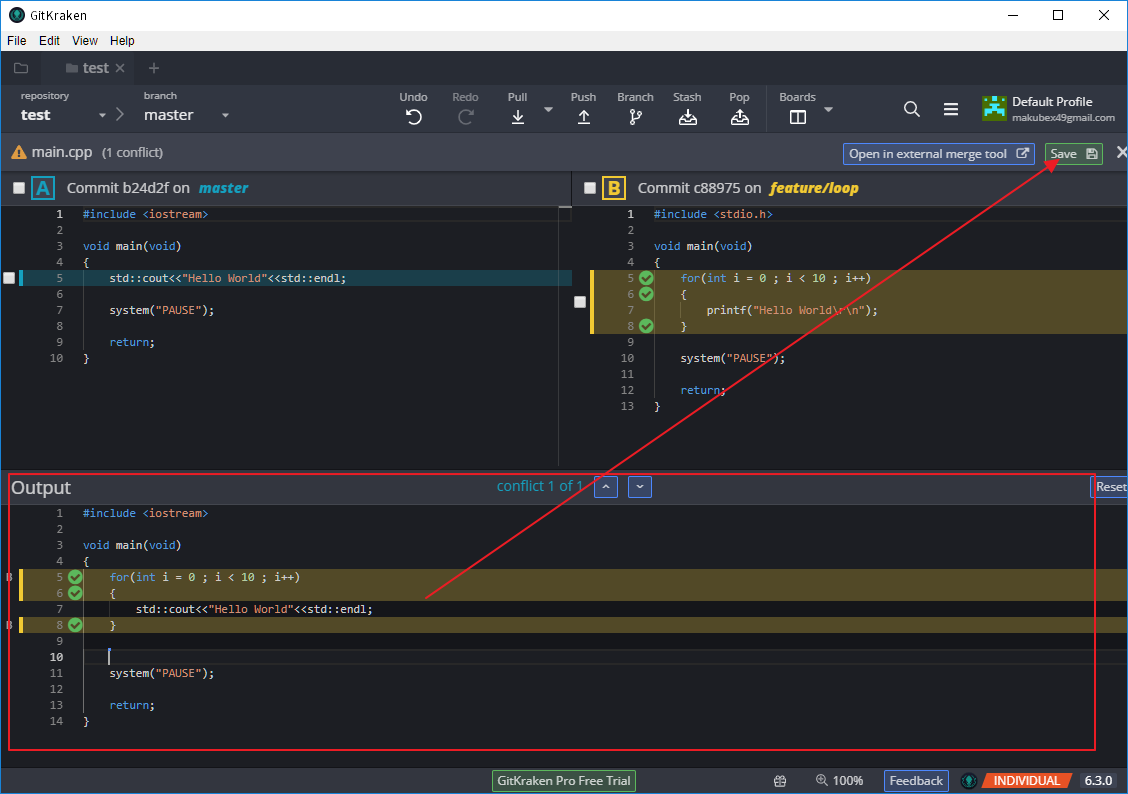 GitKraken
File Edit View Help
test
repository
test
branch
master
Undo
Redo
Pull
Push
Branch
Stash
Pop
Boards
Default Profile
makubex49gmail.com
main.cpp (1 conflict)
Open in external merge tool
Save
A Commit b24d2f on master
1 #include <iostream>
2
3 void main(void)
4 {
5 std::cout<<"Hello World"<<std::endl;
6
7 system("PAUSE");
8
9 return;
10 }
B Commit c88975 on feature/loop
1 #include <stdio.h>
2
3 void main(void)
4 {
5 for(int i = 0 ; i < 10 ; i++)
6 {
7 printf("Hello World\r\n");
8 }
9
10 system("PAUSE");
11
12 return;
13 }
Output
conflict 1 of 1
Reset
1 #include <iostream>
2
3 void main(void)
4 {
B 5 for(int i = 0 ; i < 10 ; i++)
6 {
7 std::cout<<"Hello World"<<std::endl;
B 8 }
9
10
11 system("PAUSE");
12
13 return;
14 }
GitKraken Pro Free Trial
100%
Feedback
INDIVIDUAL
6.3.0